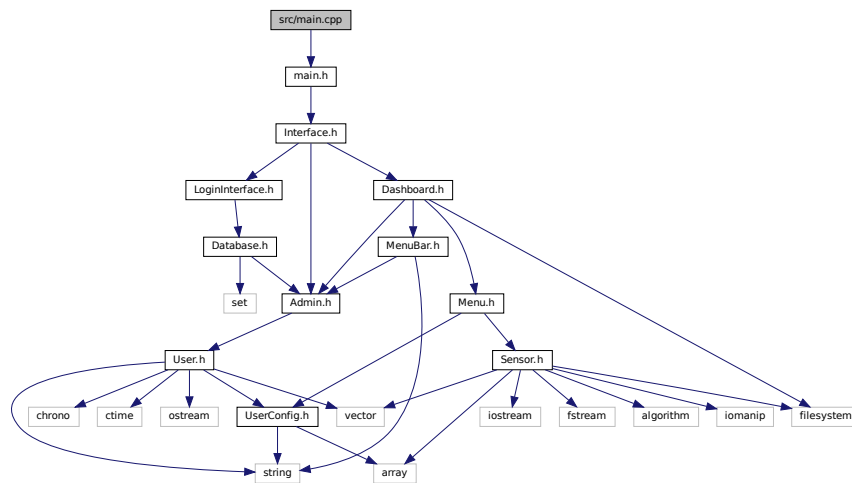 src/main.cpp
main.h
Interface.h
LoginInterface.h
Dashboard.h
Database.h
MenuBar.h
set
Admin.h
Menu.h
User.h
Sensor.h
chrono
ctime
ostream
UserConfig.h
vector
iostream
fstream
algorithm
iomanip
filesystem
string
array